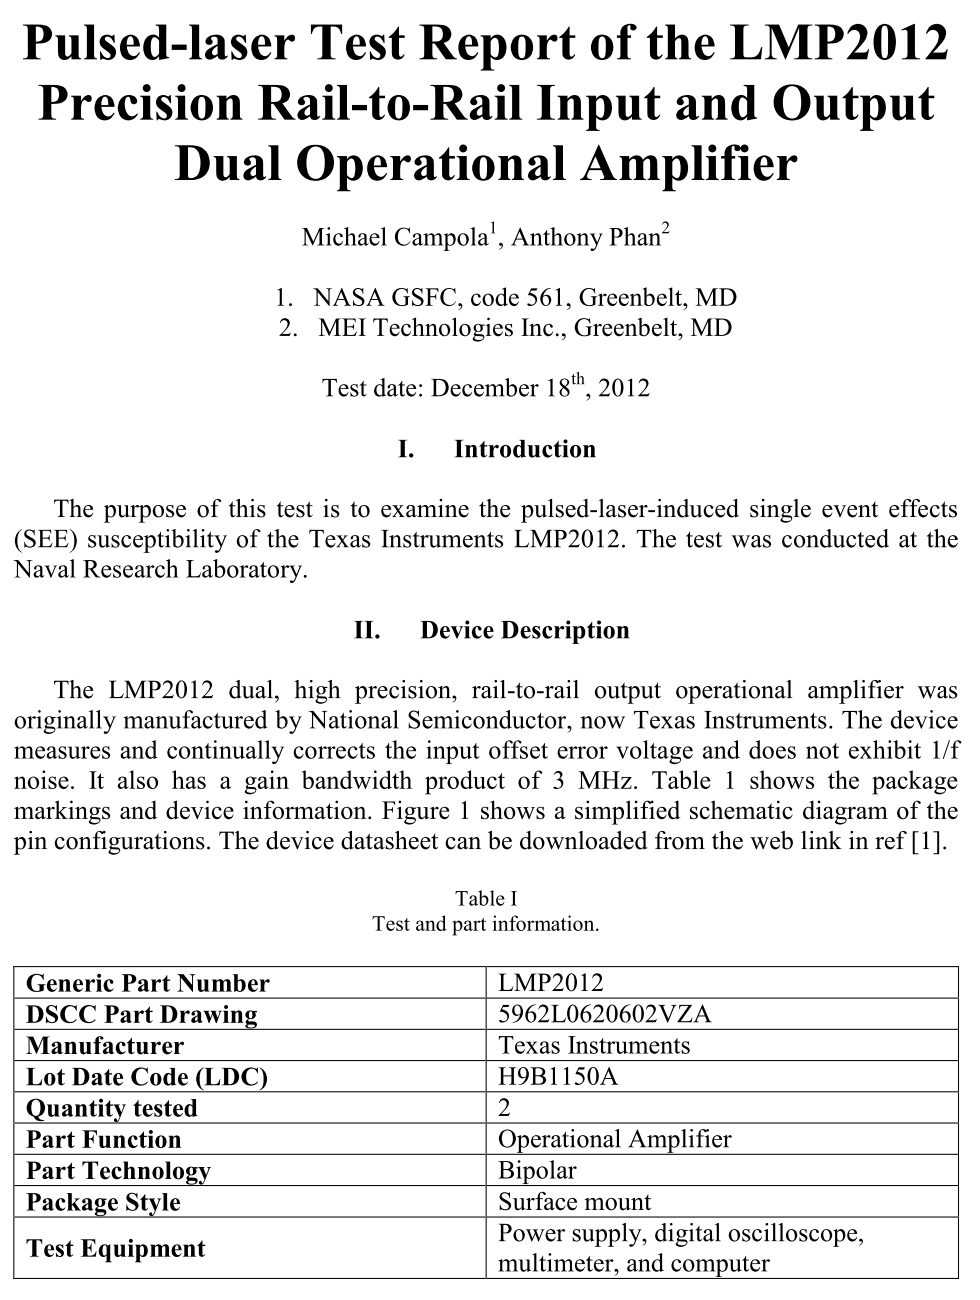 Pulsed-laser Test Report of the LMP2012
Precision Rail-to-Rail Input and Output
Dual Operational Amplifier
Michael Campola1, Anthony Phan2
1. NASA GSFC, code 561, Greenbelt, MD
2. MEI Technologies Inc., Greenbelt, MD
Test date: December 18th, 2012
I. Introduction
The purpose of this test is to examine the pulsed-laser-induced single event effects
(SEE) susceptibility of the Texas Instruments LMP2012. The test was conducted at the
Naval Research Laboratory.
II. Device Description
The LMP2012 dual, high precision, rail-to-rail output operational amplifier was
originally manufactured by National Semiconductor, now Texas Instruments. The device
measures and continually corrects the input offset error voltage and does not exhibit 1/f
noise. It also has a gain bandwidth product of 3 MHz. Table 1 shows the package
markings and device information. Figure 1 shows a simplified schematic diagram of the
pin configurations. The device datasheet can be downloaded from the web link in ref [1].
Table I
Test and part information.
Generic Part Number LMP2012
DSCC Part Drawing 5962L0620602VZA
Manufacturer Texas Instruments
Lot Date Code (LDC) H9B1150A
Quantity tested 2
Part Function Operational Amplifier
Part Technology Bipolar
Package Style Surface mount
Test Equipment Power supply, digital oscilloscope,
multimeter, and computer